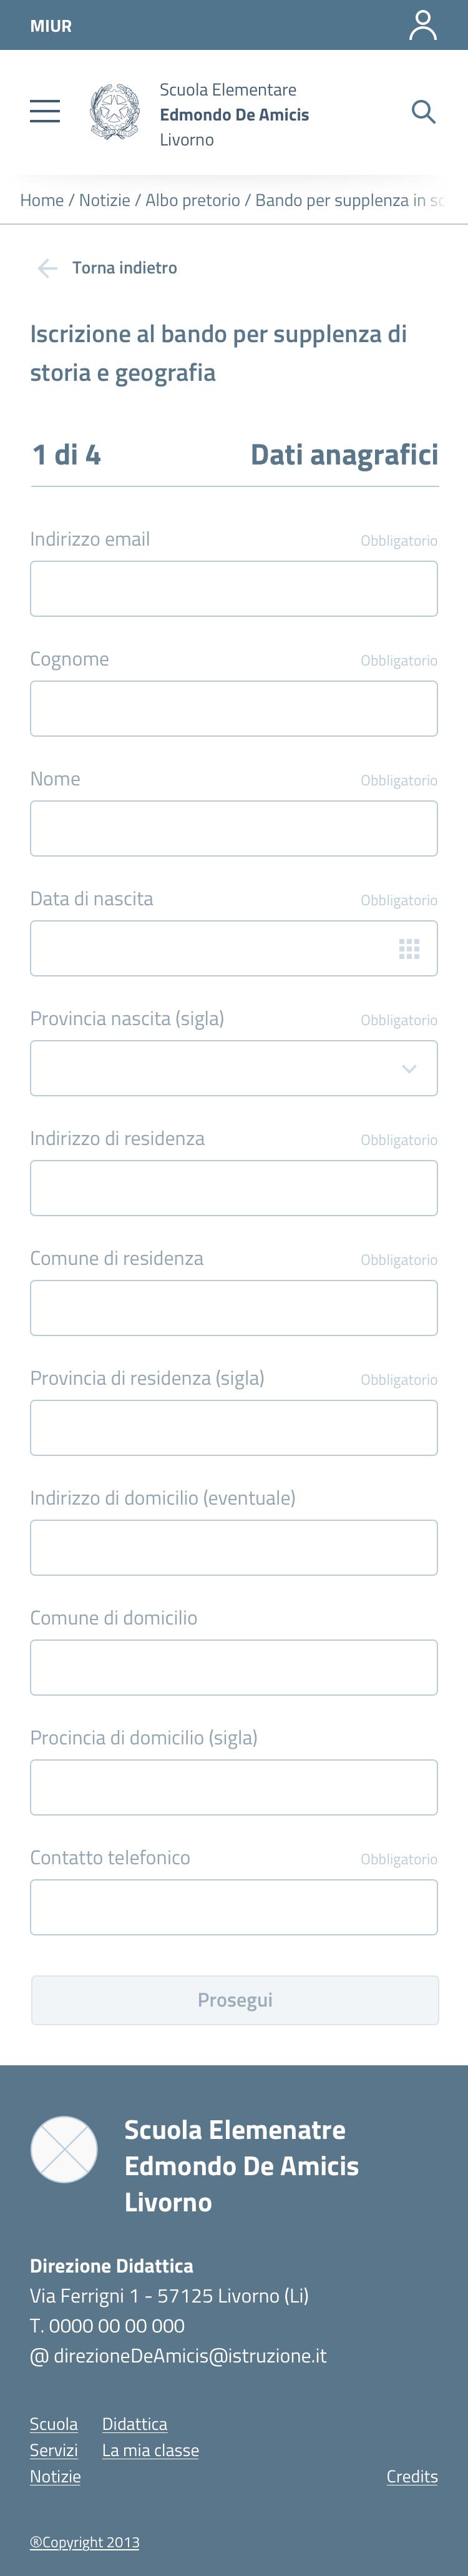 MIUR
Scuola Elementare
Edmondo De Amicis
Livorno
Home / Notizie / Albo pretorio / Bando per supplenza in sc
Torna indietro
Iscrizione al bando per supplenza di
storia e geografia
1 di 4 Dati anagrafici
Indirizzo email Obbligatorio
Cognome Obbligatorio
Nome Obbligatorio
Data di nascita Obbligatorio
Provincia nascita (sigla) Obbligatorio
Indirizzo di residenza Obbligatorio
Comune di residenza Obbligatorio
Provincia di residenza (sigla) Obbligatorio
Indirizzo di domicilio (eventuale)
Comune di domicilio
Procincia di domicilio (sigla)
Contatto telefonico Obbligatorio
Prosegui
Scuola Elemenatre
Edmondo De Amicis
Livorno
Direzione Didattica
Via Ferrigni 1 - 57125 Livorno (Li)
T. 0000 00 00 000
@ direzioneDeAmicis@istruzione.it
Scuola Didattica
Servizi La mia classe
Notizie Credits
®Copyright 2013